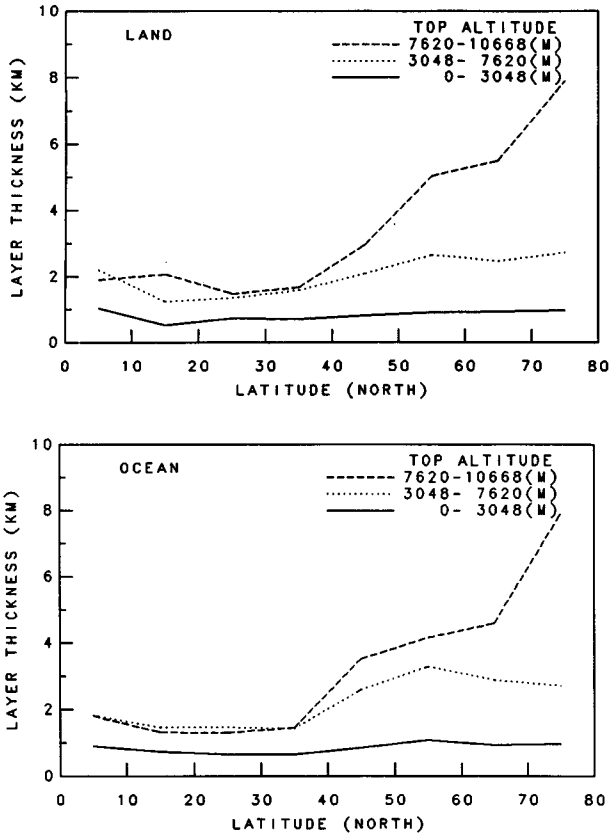 LAND
TOP ALTITUDE
7620-10668(M)
3048- 7620(M)
0- 3048(M)
LAYER THICKNESS (KM)
10
8
6
4
2
0
0 10 20 30 40 50 60 70 80
LATITUDE (NORTH)
OCEAN
TOP ALTITUDE
7620-10668(M)
3048- 7620(M)
0- 3048(M)
LAYER THICKNESS (KM)
10
8
6
4
2
0
0 10 20 30 40 50 60 70 80
LATITUDE (NORTH)